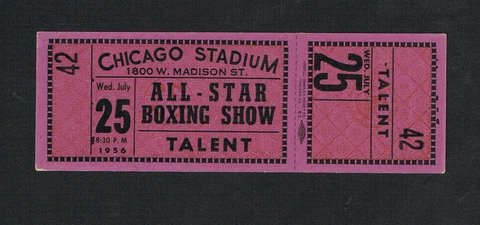 42
CHICAGO STADIUM
1800 W. MADISON ST.
Wed. July
25
8:30 P.M
1956
ALL-STAR
BOXING SHOW
TALENT
WED. JULY
25
TALENT
42